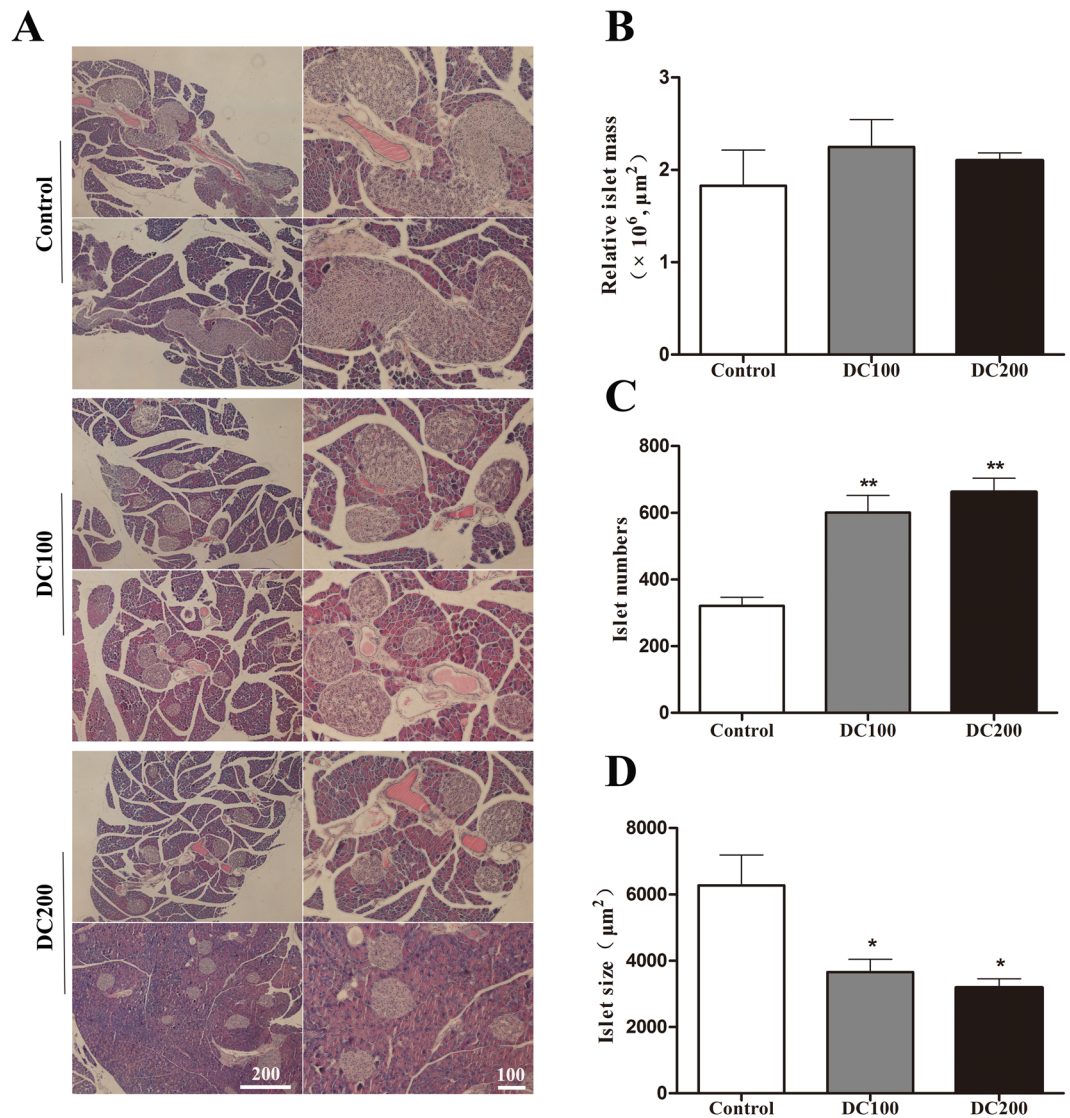 A
Control
DC100
DC200
200
100
B
Relative islet mass
(× 10⁶, μm²)
3
2
1
0
Control DC100 DC200
C
Islet numbers
800
600
400
200
0
** **
Control DC100 DC200
D
Islet size (μm²)
8000
6000
4000
2000
0
* *
Control DC100 DC200